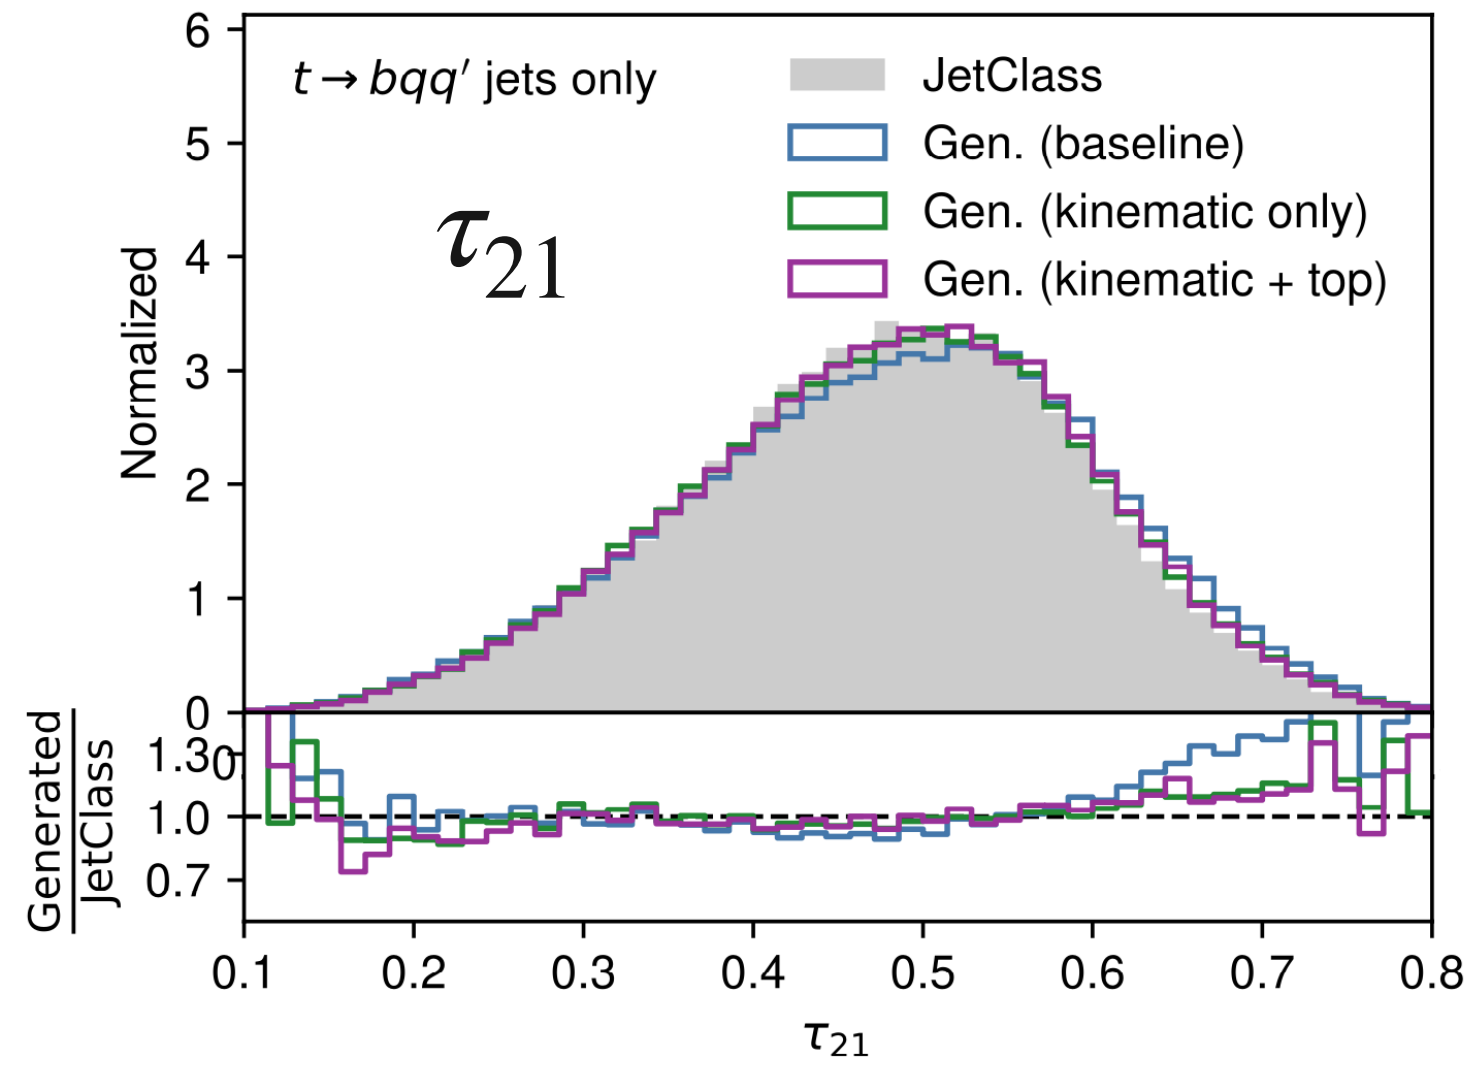 t → bqq′ jets only
JetClass
Gen. (baseline)
Gen. (kinematic only)
Gen. (kinematic + top)
τ21
Normalized
6
5
4
3
2
1
0
Generated
JetClass
1.30
1.0
0.7
0.1 0.2 0.3 0.4 0.5 0.6 0.7 0.8
τ21